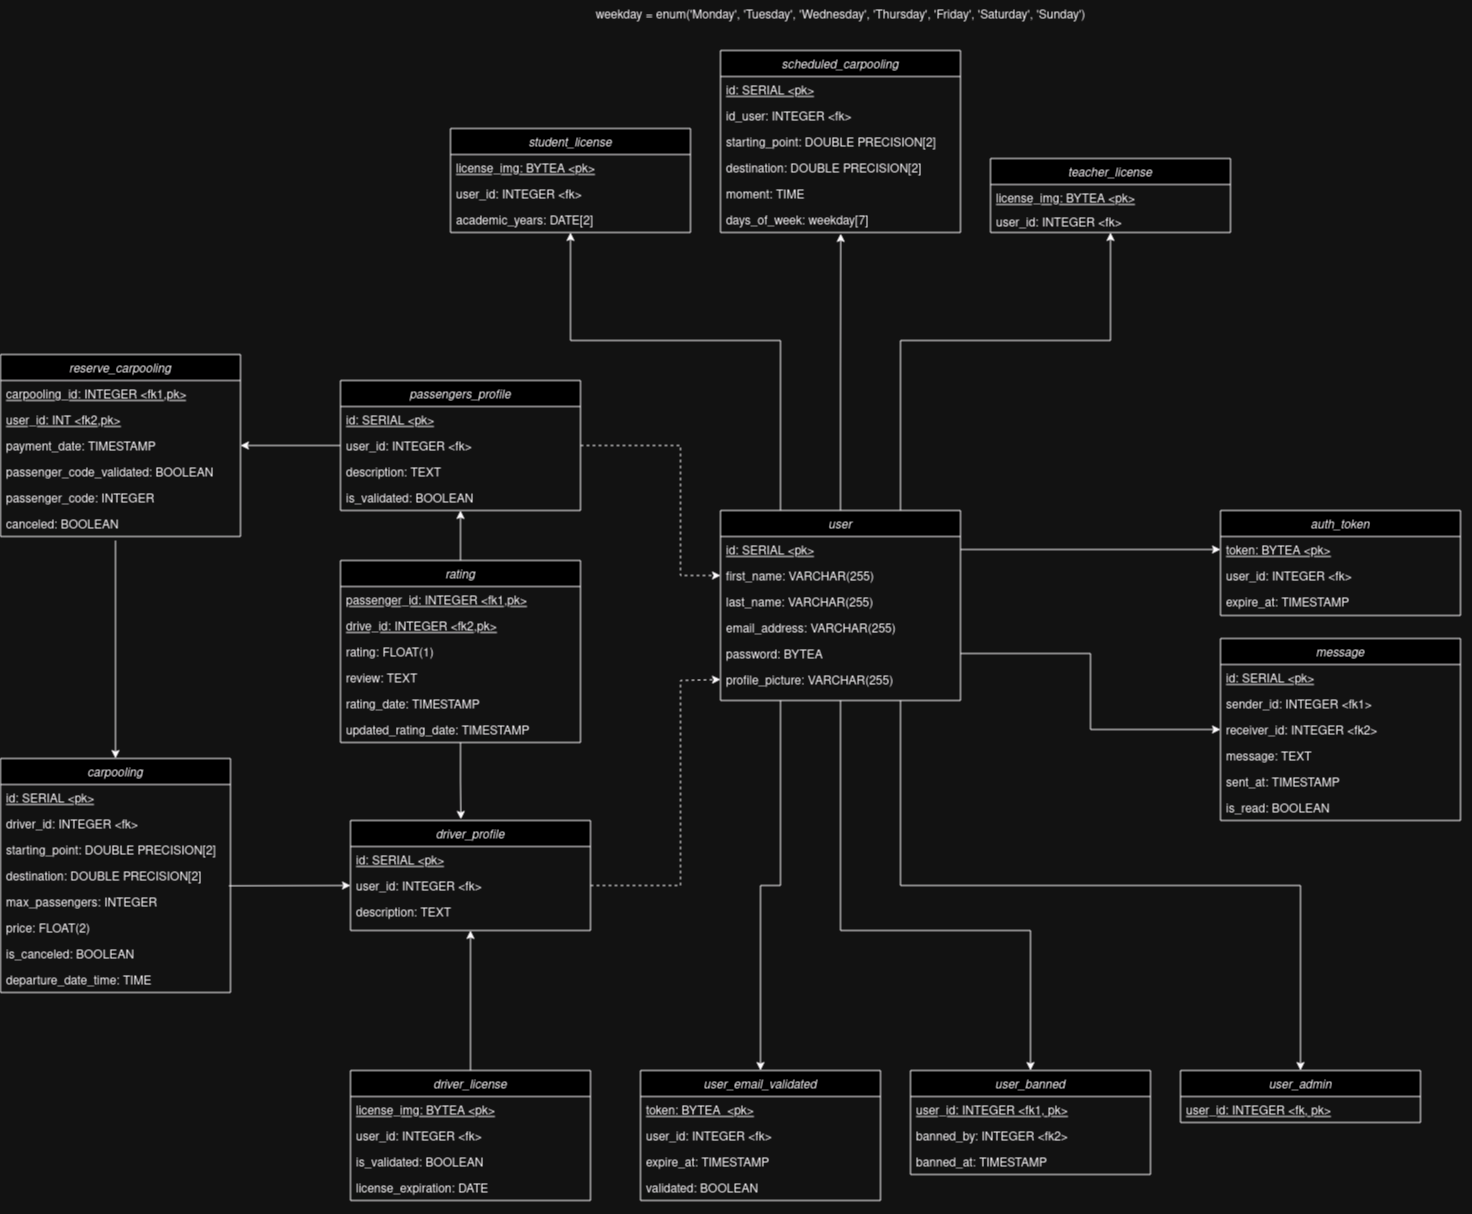 weekday = enum('Monday', 'Tuesday', 'Wednesday', 'Thursday', 'Friday', 'Saturday', 'Sunday')
scheduled_carpooling
id: SERIAL <pk>
id_user: INTEGER <fk>
starting_point: DOUBLE PRECISION[2]
destination: DOUBLE PRECISION[2]
moment: TIME
days_of_week: weekday[7]
student_license
license_img: BYTEA <pk>
user_id: INTEGER <fk>
academic_years: DATE[2]
teacher_license
license_img: BYTEA <pk>
user_id: INTEGER <fk>
reserve_carpooling
carpooling_id: INTEGER <fk1,pk>
user_id: INT <fk2,pk>
payment_date: TIMESTAMP
passenger_code_validated: BOOLEAN
passenger_code: INTEGER
canceled: BOOLEAN
passengers_profile
id: SERIAL <pk>
user_id: INTEGER <fk>
description: TEXT
is_validated: BOOLEAN
user
id: SERIAL <pk>
first_name: VARCHAR(255)
last_name: VARCHAR(255)
email_address: VARCHAR(255)
password: BYTEA
profile_picture: VARCHAR(255)
auth_token
token: BYTEA <pk>
user_id: INTEGER <fk>
expire_at: TIMESTAMP
rating
passenger_id: INTEGER <fk1,pk>
drive_id: INTEGER <fk2,pk>
rating: FLOAT(1)
review: TEXT
rating_date: TIMESTAMP
updated_rating_date: TIMESTAMP
message
id: SERIAL <pk>
sender_id: INTEGER <fk1>
receiver_id: INTEGER <fk2>
message: TEXT
sent_at: TIMESTAMP
is_read: BOOLEAN
carpooling
id: SERIAL <pk>
driver_id: INTEGER <fk>
starting_point: DOUBLE PRECISION[2]
destination: DOUBLE PRECISION[2]
max_passengers: INTEGER
price: FLOAT(2)
is_canceled: BOOLEAN
departure_date_time: TIME
driver_profile
id: SERIAL <pk>
user_id: INTEGER <fk>
description: TEXT
driver_license
license_img: BYTEA <pk>
user_id: INTEGER <fk>
is_validated: BOOLEAN
license_expiration: DATE
user_email_validated
token: BYTEA  <pk>
user_id: INTEGER <fk>
expire_at: TIMESTAMP
validated: BOOLEAN
user_banned
user_id: INTEGER <fk1, pk>
banned_by: INTEGER <fk2>
banned_at: TIMESTAMP
user_admin
user_id: INTEGER <fk, pk>